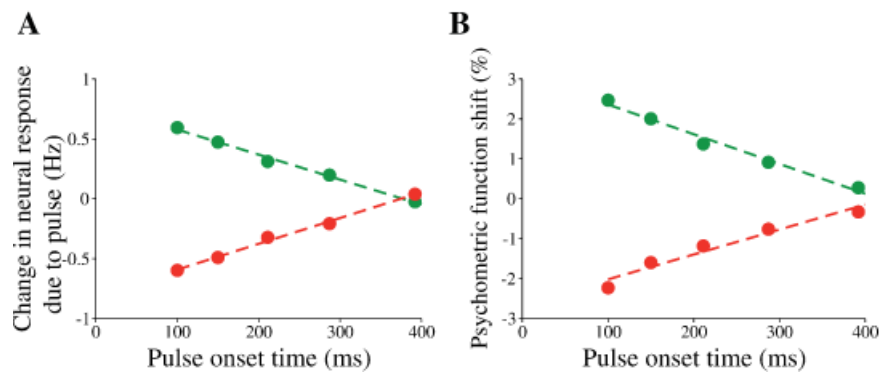 A
Change in neural response
due to pulse (Hz)
1
0.5
0
-0.5
-1
0 100 200 300 400
Pulse onset time (ms)
B
Psychometric function shift (%)
3
2
1
0
-1
-2
-3
0 100 200 300 400
Pulse onset time (ms)